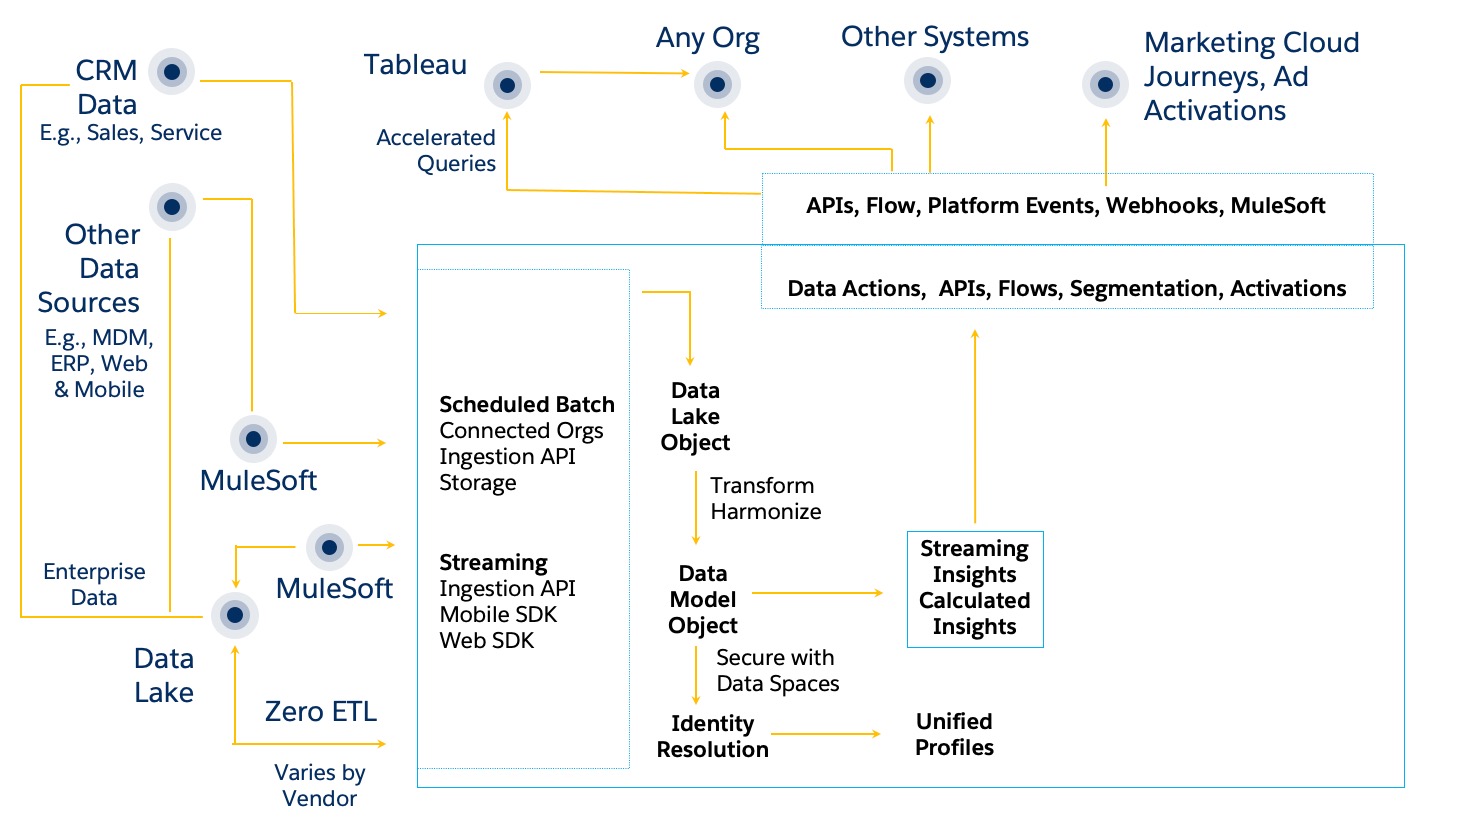 CRM
Data
E.g., Sales, Service
Other
Data
Sources
E.g., MDM,
ERP, Web
& Mobile
MuleSoft
MuleSoft
Enterprise
Data
Data
Lake
Zero ETL
Varies by
Vendor
Tableau
Accelerated
Queries
Any Org
Other Systems
Marketing Cloud
Journeys, Ad
Activations
APIs, Flow, Platform Events, Webhooks, MuleSoft
Data Actions, APIs, Flows, Segmentation, Activations
Scheduled Batch
Connected Orgs
Ingestion API
Storage
Streaming
Ingestion API
Mobile SDK
Web SDK
Data
Lake
Object
Transform
Harmonize
Data
Model
Object
Secure with
Data Spaces
Identity
Resolution
Streaming
Insights
Calculated
Insights
Unified
Profiles